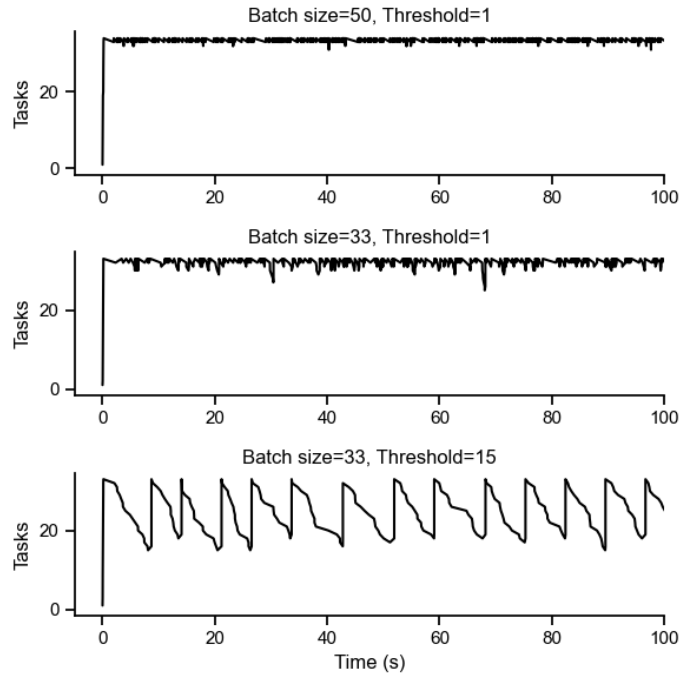 Batch size=50, Threshold=1
Tasks
20
0
0 20 40 60 80 100
Batch size=33, Threshold=1
Tasks
20
0
0 20 40 60 80 100
Batch size=33, Threshold=15
Tasks
20
0
0 20 40 60 80 100
Time (s)